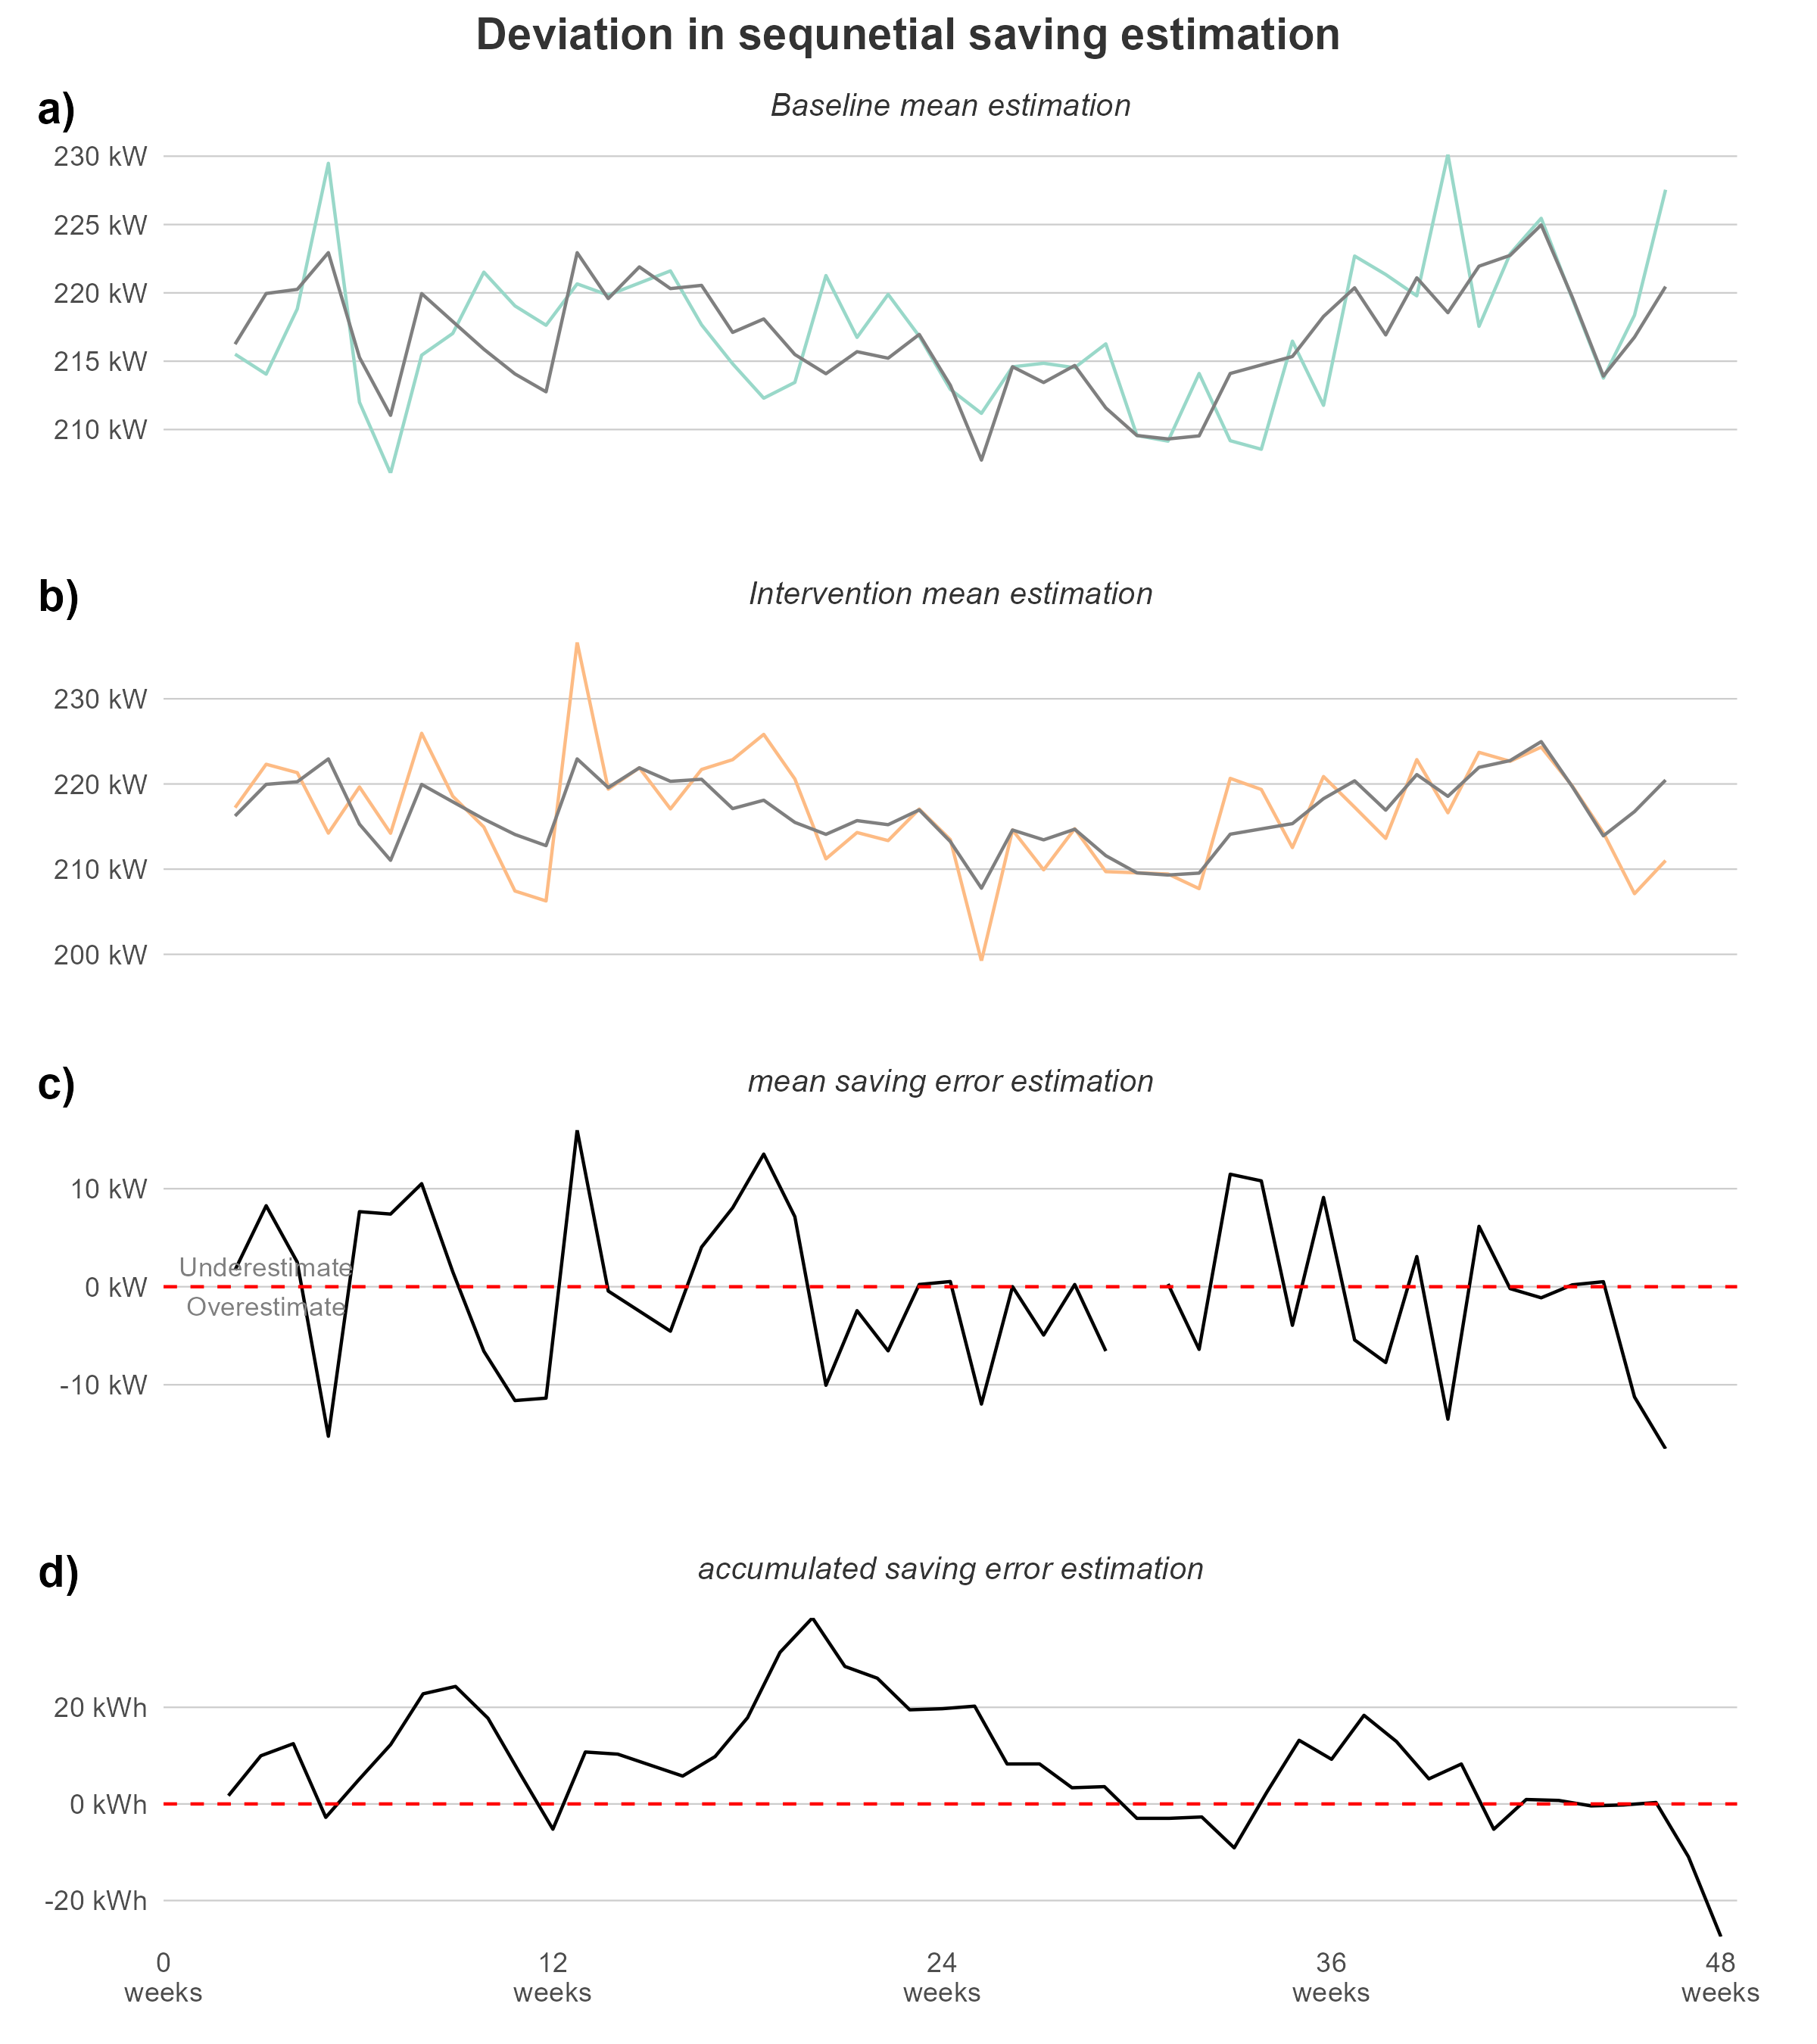 Deviation in sequnetial saving estimation
a)
Baseline mean estimation
230 kW
225 kW
220 kW
215 kW
210 kW
b)
Intervention mean estimation
230 kW
220 kW
210 kW
200 kW
c)
mean saving error estimation
10 kW
Underestimate
0 kW
Overestimate
-10 kW
d)
accumulated saving error estimation
20 kWh
0 kWh
-20 kWh
0 12 24 36 48
weeks weeks weeks weeks weeks